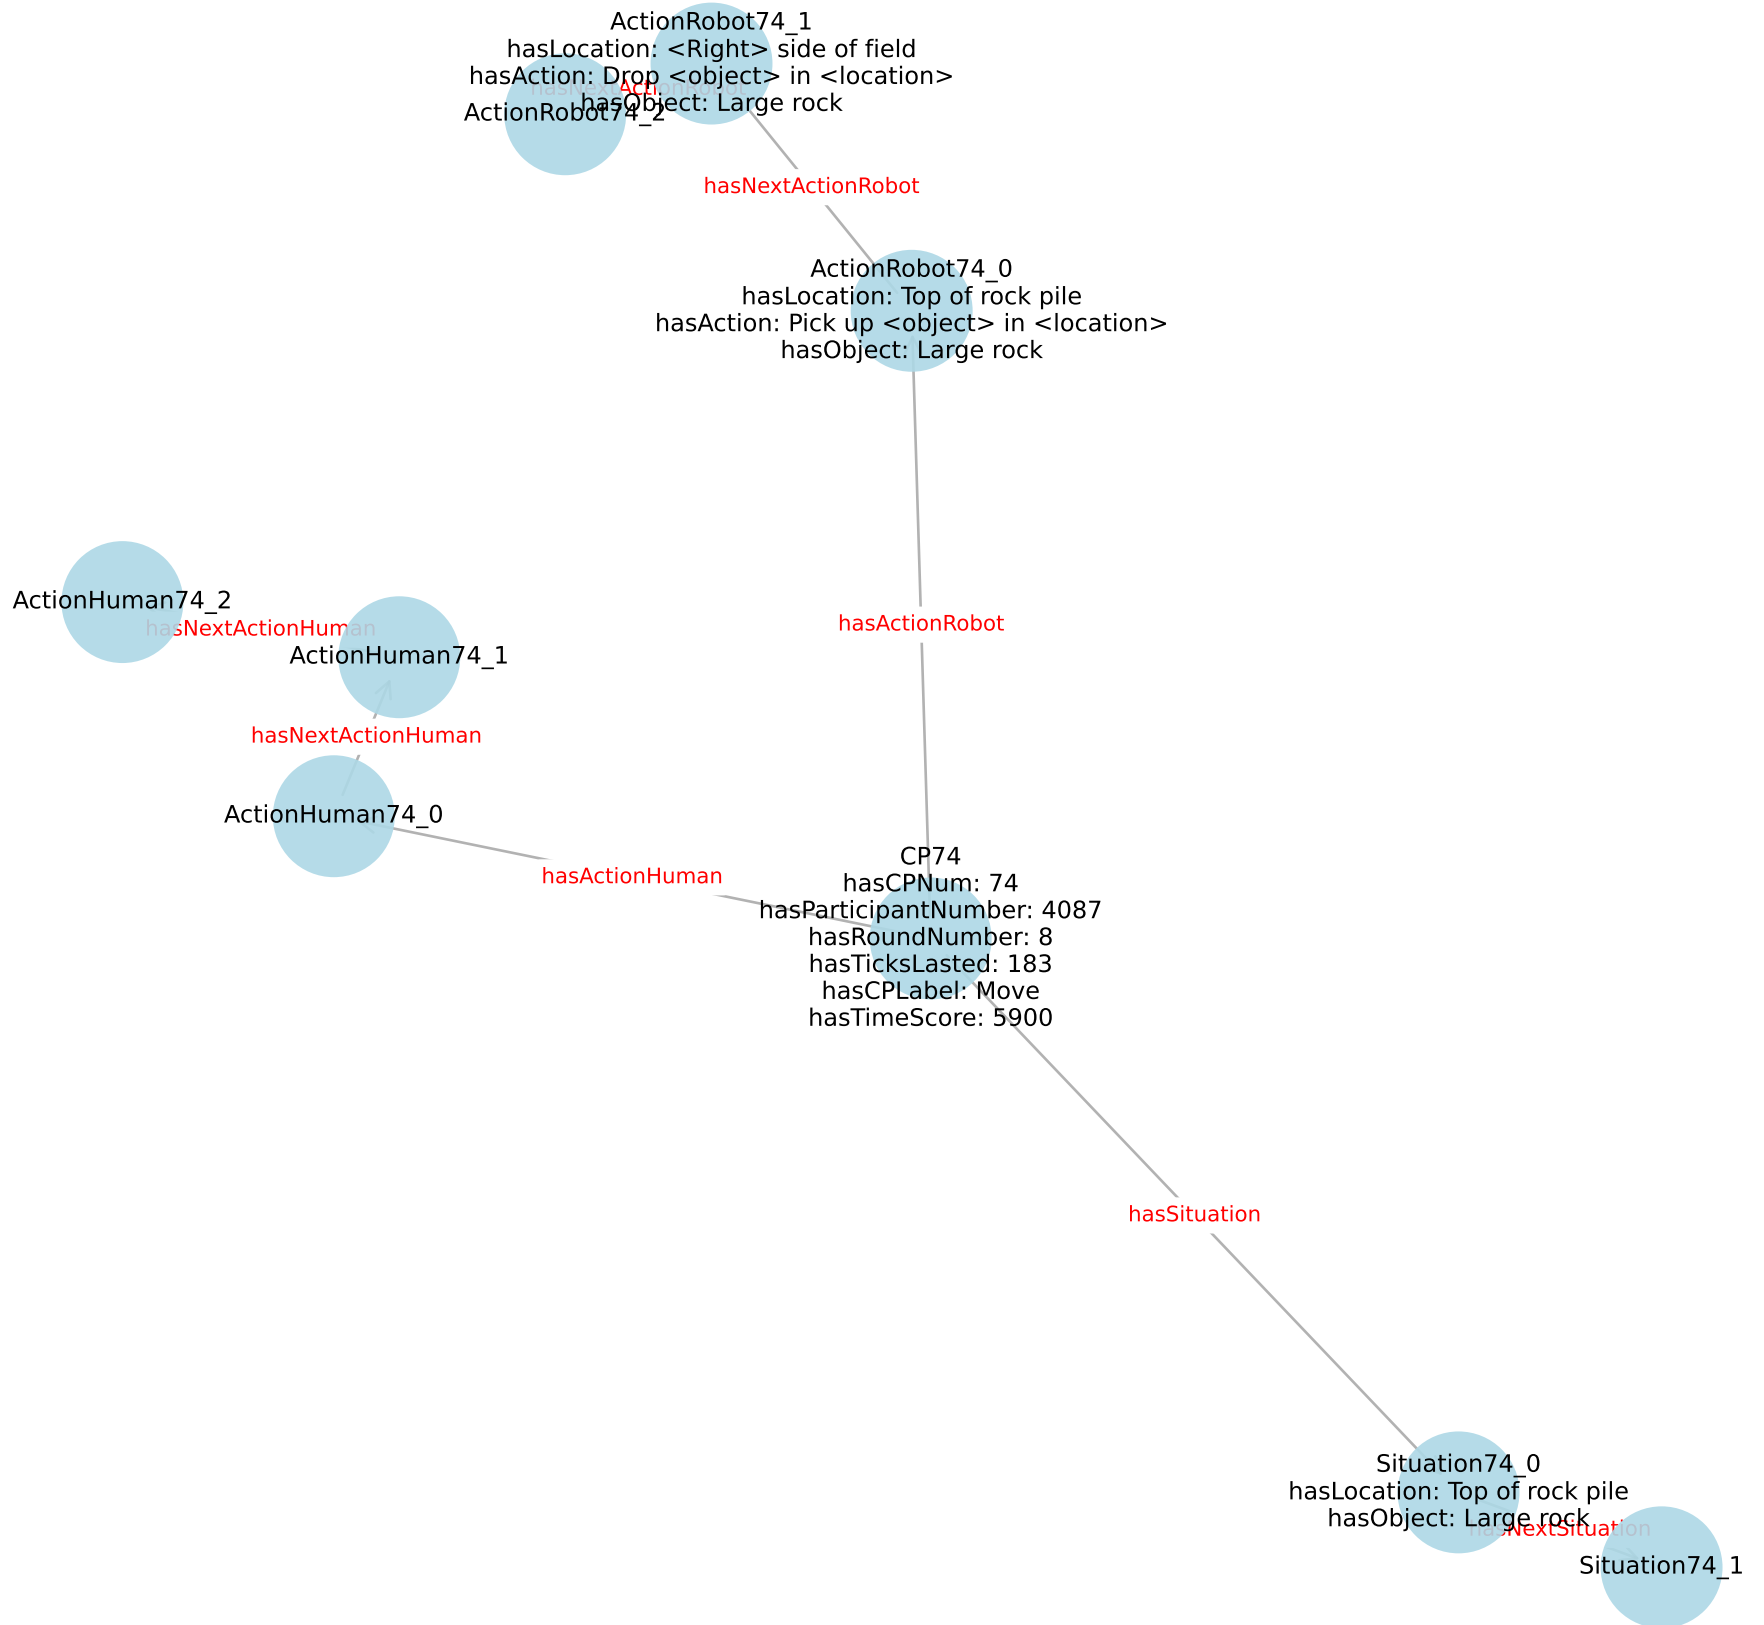 ActionRobot74_1
hasLocation: <Right> side of field
hasAction: Drop <object> in <location>
hasNextActionRobot
hasObject: Large rock
ActionRobot74_2
hasNextActionRobot
ActionRobot74_0
hasLocation: Top of rock pile
hasAction: Pick up <object> in <location>
hasObject: Large rock
ActionHuman74_2
hasActionRobot
hasNextActionHuman
ActionHuman74_1
hasNextActionHuman
ActionHuman74_0
hasActionHuman
CP74
hasCPNum: 74
hasParticipantNumber: 4087
hasRoundNumber: 8
hasTicksLasted: 183
hasCPLabel: Move
hasTimeScore: 5900
hasSituation
Situation74_0
hasLocation: Top of rock pile
hasObject: Large rock
hasNextSituation
Situation74_1